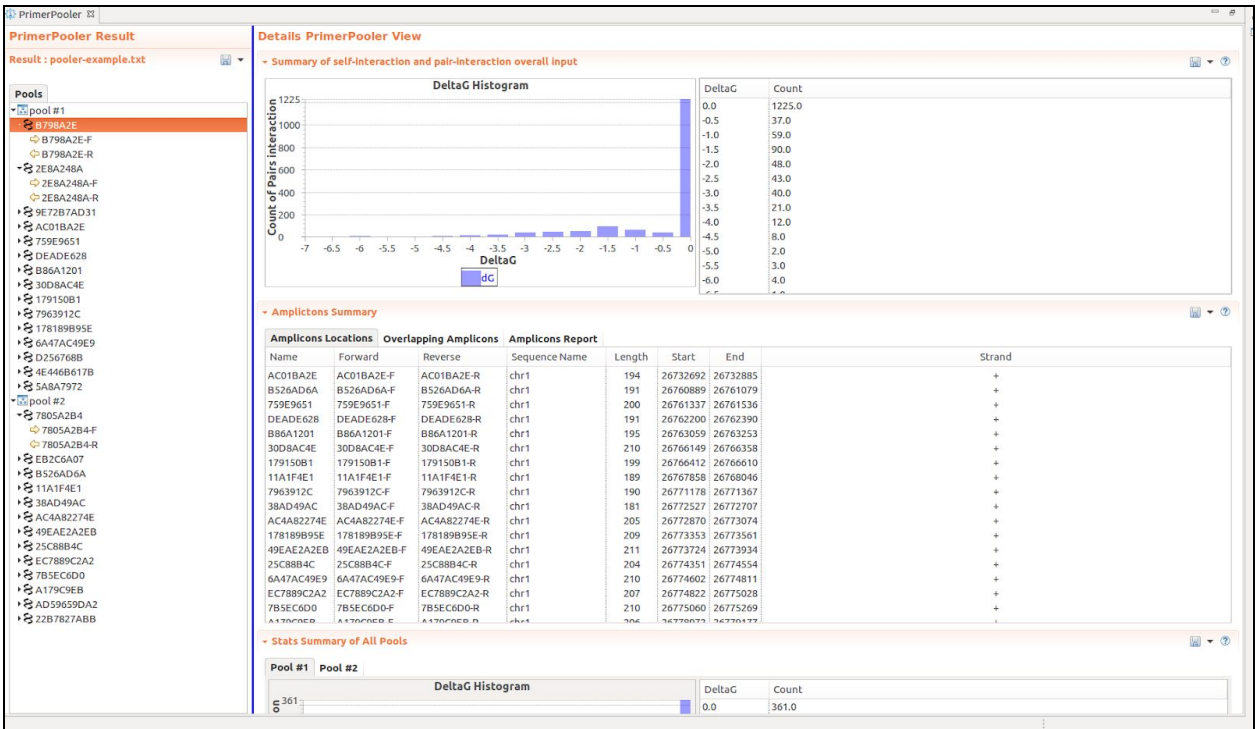 PrimerPooler
PrimerPooler Result
Result : pooler-example.txt
Pools
pool #1
B798A2E
B798A2E-F
B798A2E-R
2E8A248A
2E8A248A-F
2E8A248A-R
9E72B7AD31
AC01BA2E
759E9651
DEADE628
B86A1201
30D8AC4E
179150B1
7963912C
178189B95E
6A47AC49E9
D256768B
4E446B617B
5A8A7972
pool #2
7805A2B4
7805A2B4-F
7805A2B4-R
EB2C6A07
B526AD6A
11A1F4E1
38AD49AC
AC4A82274E
49EAE2A2EB
25C88B4C
EC7889C2A2
7B5EC6D0
A179C9EB
AD59659DA2
22B7827ABB
Details PrimerPooler View
Summary of self-interaction and pair-interaction overall input
DeltaG Histogram
Count of Pairs interaction
1225
1000
800
600
400
200
0
-7 -6.5 -6 -5.5 -5 -4.5 -4 -3.5 -3 -2.5 -2 -1.5 -1 -0.5 0
DeltaG
dG
DeltaG Count
0.0 1225.0
-0.5 37.0
-1.0 59.0
-1.5 90.0
-2.0 48.0
-2.5 43.0
-3.0 40.0
-3.5 21.0
-4.0 12.0
-4.5 8.0
-5.0 2.0
-5.5 3.0
-6.0 4.0
Amplictons Summary
Amplicons Locations Overlapping Amplicons Amplicons Report
Name Forward Reverse Sequence Name Length Start End Strand
AC01BA2E AC01BA2E-F AC01BA2E-R chr1 194 26732692 26732885 +
B526AD6A B526AD6A-F B526AD6A-R chr1 191 26760889 26761079 +
759E9651 759E9651-F 759E9651-R chr1 200 26761337 26761536 +
DEADE628 DEADE628-F DEADE628-R chr1 191 26762200 26762390 +
B86A1201 B86A1201-F B86A1201-R chr1 195 26763059 26763253 +
30D8AC4E 30D8AC4E-F 30D8AC4E-R chr1 210 26766149 26766358 +
179150B1 179150B1-F 179150B1-R chr1 199 26766412 26766610 +
11A1F4E1 11A1F4E1-F 11A1F4E1-R chr1 189 26767858 26768046 +
7963912C 7963912C-F 7963912C-R chr1 190 26771178 26771367 +
38AD49AC 38AD49AC-F 38AD49AC-R chr1 181 26772527 26772707 +
AC4A82274E AC4A82274E-F AC4A82274E-R chr1 205 26772870 26773074 +
178189B95E 178189B95E-F 178189B95E-R chr1 209 26773353 26773561 +
49EAE2A2EB 49EAE2A2EB-F 49EAE2A2EB-R chr1 211 26773724 26773934 +
25C88B4C 25C88B4C-F 25C88B4C-R chr1 204 26774351 26774554 +
6A47AC49E9 6A47AC49E9-F 6A47AC49E9-R chr1 210 26774602 26774811 +
EC7889C2A2 EC7889C2A2-F EC7889C2A2-R chr1 207 26774822 26775028 +
7B5EC6D0 7B5EC6D0-F 7B5EC6D0-R chr1 210 26775060 26775269 +
Stats Summary of All Pools
Pool #1 Pool #2
DeltaG Histogram
361
DeltaG Count
0.0 361.0